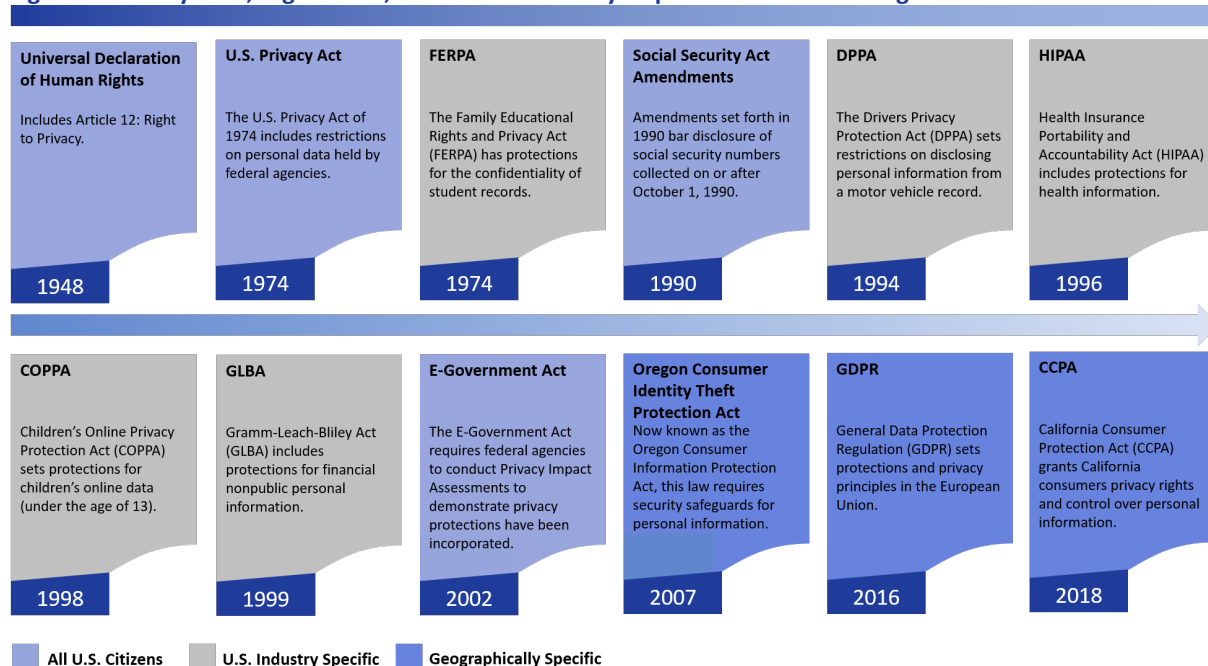 Universal Declaration
of Human Rights
Includes Article 12: Right
to Privacy.
1948
U.S. Privacy Act
The U.S. Privacy Act of
1974 includes restrictions
on personal data held by
federal agencies.
1974
FERPA
The Family Educational
Rights and Privacy Act
(FERPA) has protections
for the confidentiality of
student records.
1974
Social Security Act
Amendments
Amendments set forth in
1990 bar disclosure of
social security numbers
collected on or after
October 1, 1990.
1990
DPPA
The Drivers Privacy
Protection Act (DPPA) sets
restrictions on disclosing
personal information from
a motor vehicle record.
1994
HIPAA
Health Insurance
Portability and
Accountability Act (HIPAA)
includes protections for
health information.
1996
COPPA
Children’s Online Privacy
Protection Act (COPPA)
sets protections for
children’s online data
(under the age of 13).
1998
GLBA
Gramm-Leach-Bliley Act
(GLBA) includes
protections for financial
nonpublic personal
information.
1999
E-Government Act
The E-Government Act
requires federal agencies
to conduct Privacy Impact
Assessments to
demonstrate privacy
protections have been
incorporated.
2002
Oregon Consumer
Identity Theft
Protection Act
Now known as the
Oregon Consumer
Information Protection
Act, this law requires
security safeguards for
personal information.
2007
GDPR
General Data Protection
Regulation (GDPR) sets
protections and privacy
principles in the European
Union.
2016
CCPA
California Consumer
Protection Act (CCPA)
grants California
consumers privacy rights
and control over personal
information.
2018
All U.S. Citizens
U.S. Industry Specific
Geographically Specific